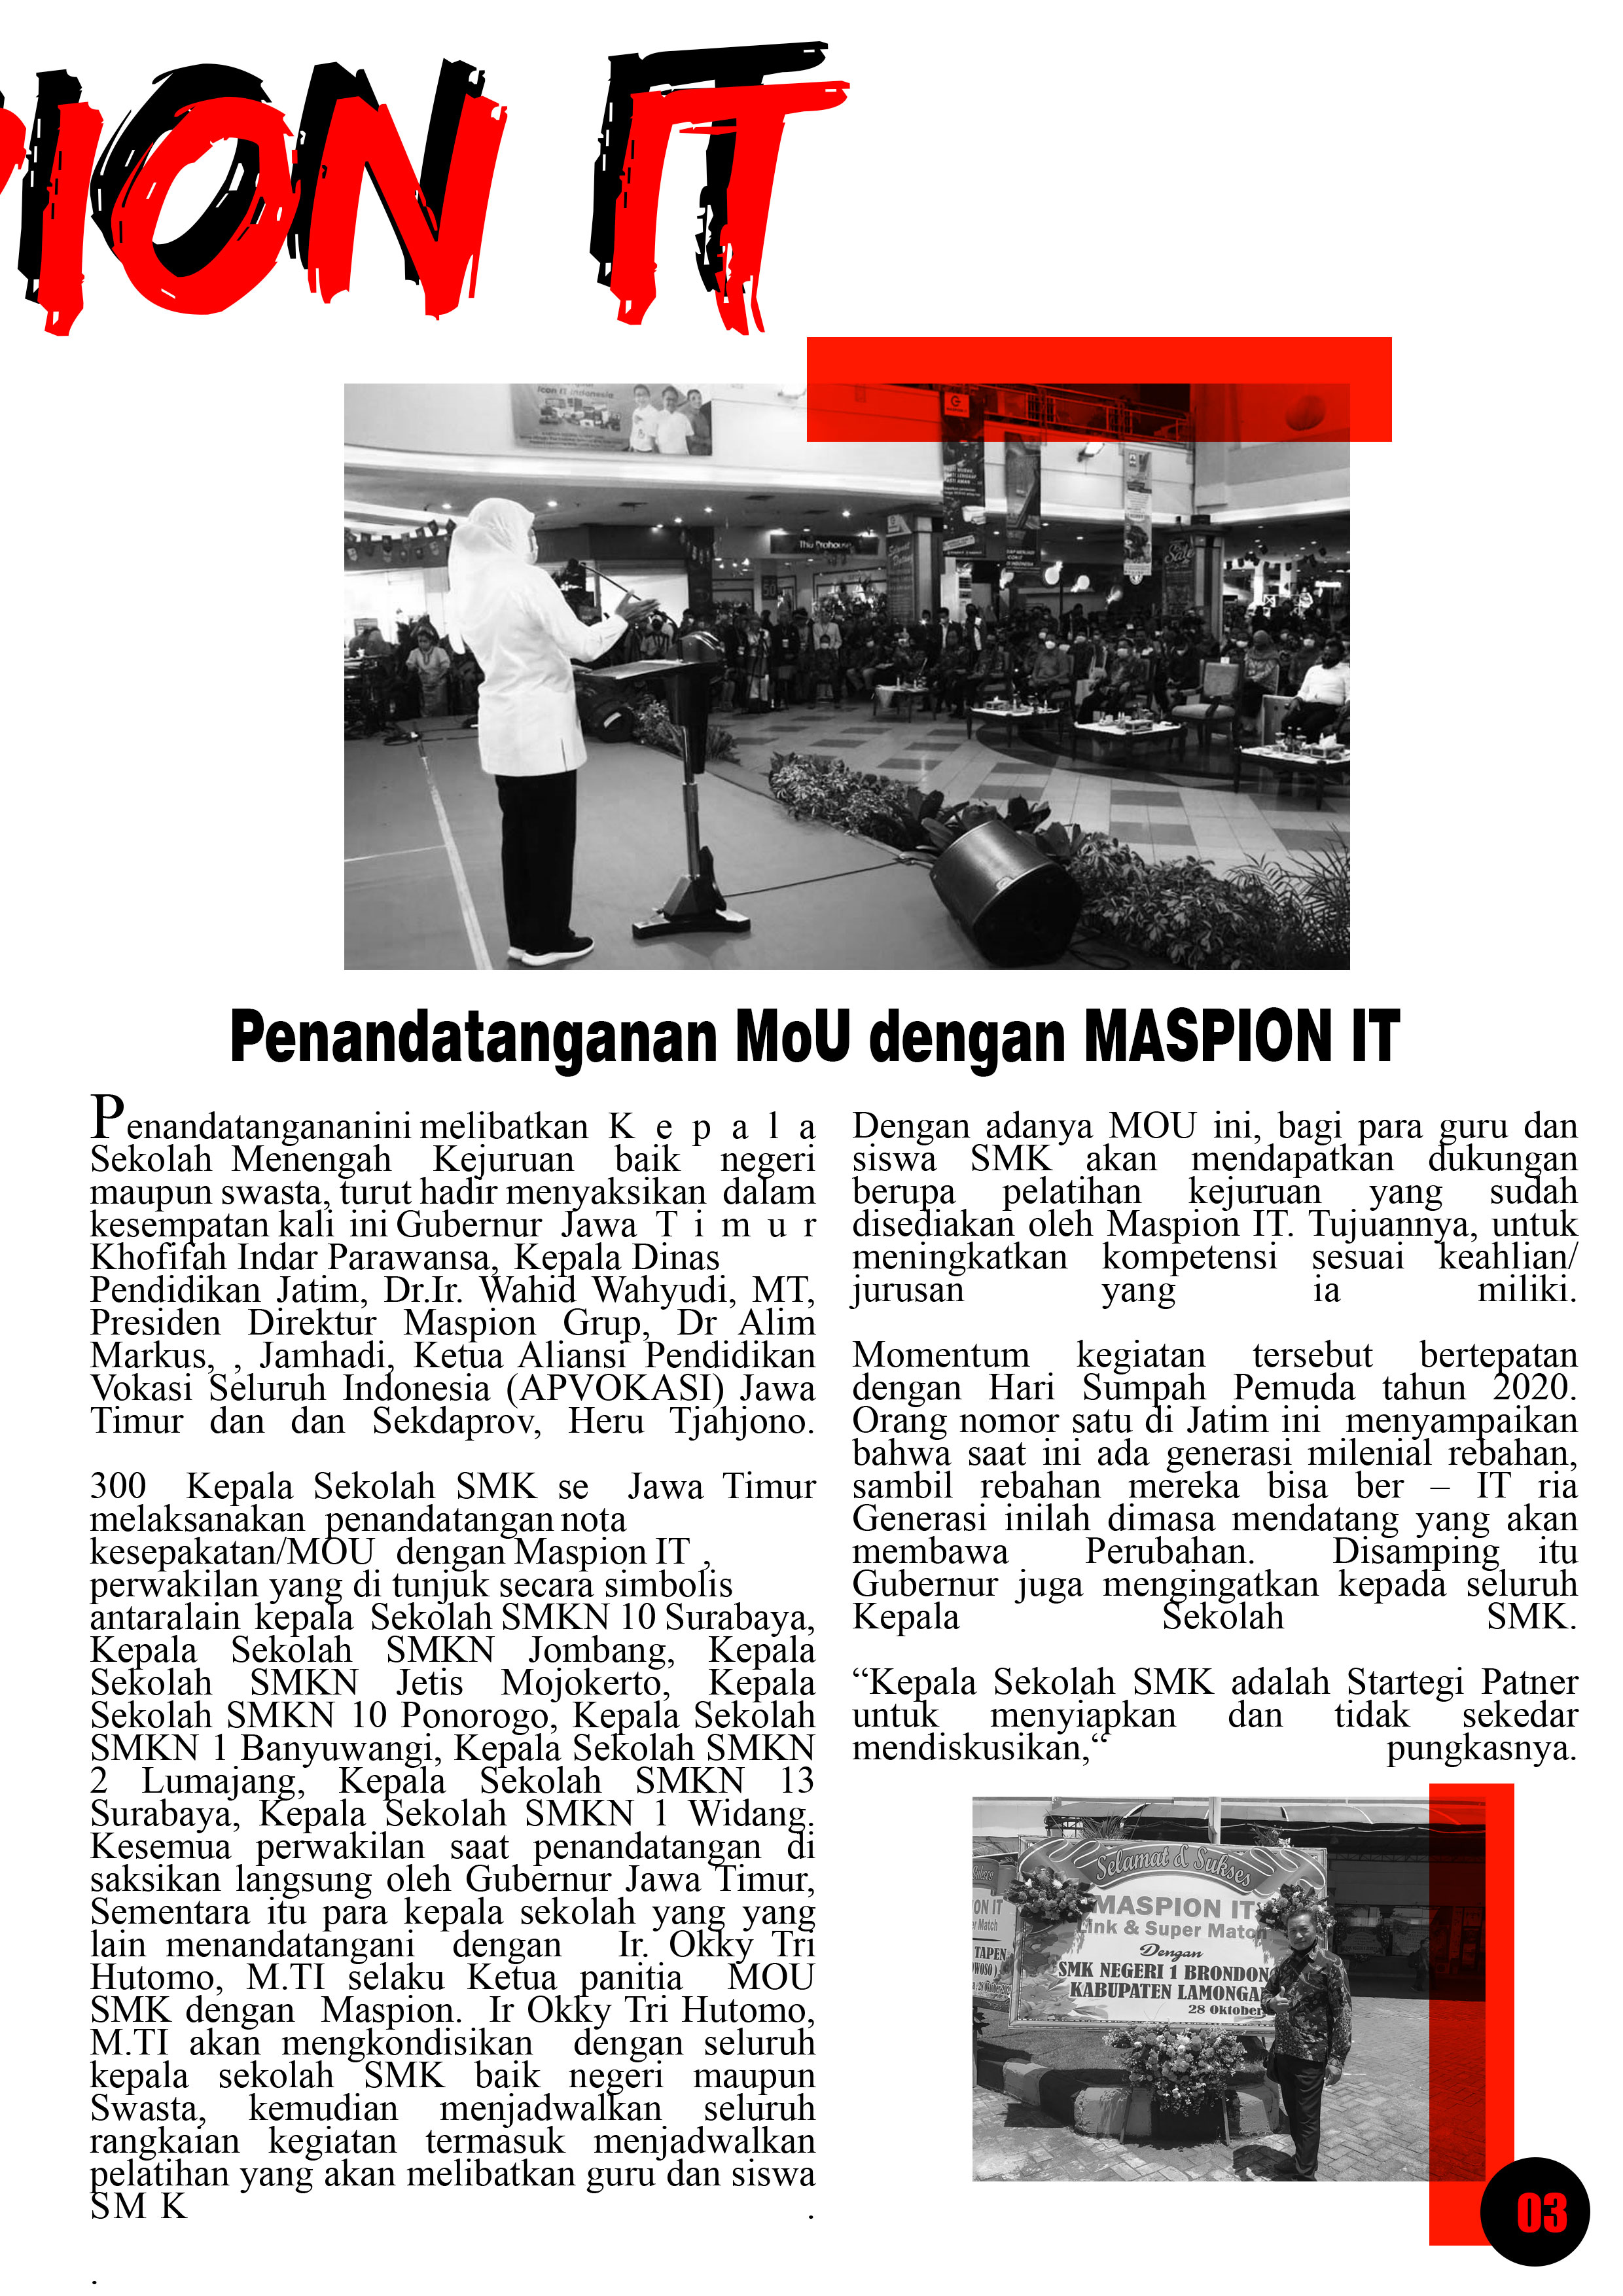 ION IT
Icon IT Indonesia
Penandatanganan MoU dengan MASPION IT
Penandatangananini melibatkan K e p a l a
Sekolah Menengah Kejuruan baik negeri
maupun swasta, turut hadir menyaksikan dalam
kesempatan kali ini Gubernur Jawa T i m u r
Khofifah Indar Parawansa, Kepala Dinas
Pendidikan Jatim, Dr.Ir. Wahid Wahyudi, MT,
Presiden Direktur Maspion Grup, Dr Alim
Markus, , Jamhadi, Ketua Aliansi Pendidikan
Vokasi Seluruh Indonesia (APVOKASI) Jawa
Timur dan dan Sekdaprov, Heru Tjahjono.
300 Kepala Sekolah SMK se Jawa Timur
melaksanakan penandatangan nota
kesepakatan/MOU dengan Maspion IT ,
perwakilan yang di tunjuk secara simbolis
antaralain kepala Sekolah SMKN 10 Surabaya,
Kepala Sekolah SMKN Jombang, Kepala
Sekolah SMKN Jetis Mojokerto, Kepala
Sekolah SMKN 10 Ponorogo, Kepala Sekolah
SMKN 1 Banyuwangi, Kepala Sekolah SMKN
2 Lumajang, Kepala Sekolah SMKN 13
Surabaya, Kepala Sekolah SMKN 1 Widang.
Kesemua perwakilan saat penandatangan di
saksikan langsung oleh Gubernur Jawa Timur,
Sementara itu para kepala sekolah yang yang
lain menandatangani dengan Ir. Okky Tri
Hutomo, M.TI selaku Ketua panitia MOU
SMK dengan Maspion. Ir Okky Tri Hutomo,
M.TI akan mengkondisikan dengan seluruh
kepala sekolah SMK baik negeri maupun
Swasta, kemudian menjadwalkan seluruh
rangkaian kegiatan termasuk menjadwalkan
pelatihan yang akan melibatkan guru dan siswa
SM K .
.
Dengan adanya MOU ini, bagi para guru dan
siswa SMK akan mendapatkan dukungan
berupa pelatihan kejuruan yang sudah
disediakan oleh Maspion IT. Tujuannya, untuk
meningkatkan kompetensi sesuai keahlian/
jurusan yang ia miliki.
Momentum kegiatan tersebut bertepatan
dengan Hari Sumpah Pemuda tahun 2020.
Orang nomor satu di Jatim ini menyampaikan
bahwa saat ini ada generasi milenial rebahan,
sambil rebahan mereka bisa ber – IT ria
Generasi inilah dimasa mendatang yang akan
membawa Perubahan. Disamping itu
Gubernur juga mengingatkan kepada seluruh
Kepala Sekolah SMK.
“Kepala Sekolah SMK adalah Startegi Patner
untuk menyiapkan dan tidak sekedar
mendiskusikan,“ pungkasnya.
Selamat & Sukses
MASPION IT
Link & Super Match
Dengan
SMK NEGERI 1 BRONDONG
KABUPATEN LAMONGAN
28 Oktober
ON IT
TAPEN
03